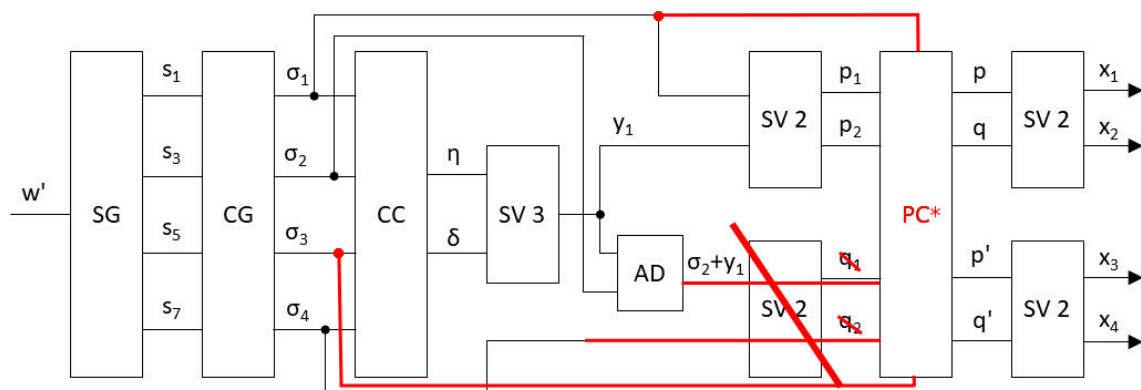 w'
SG
s₁
s₃
s₅
s₇
CG
σ₁
σ₂
σ₃
σ₄
CC
η
δ
SV 3
y₁
AD
σ₂+y₁
SV 2
SV 2
p₁
p₂
q₁
q₂
PC*
p
q
p'
q'
SV 2
SV 2
x₁
x₂
x₃
x₄